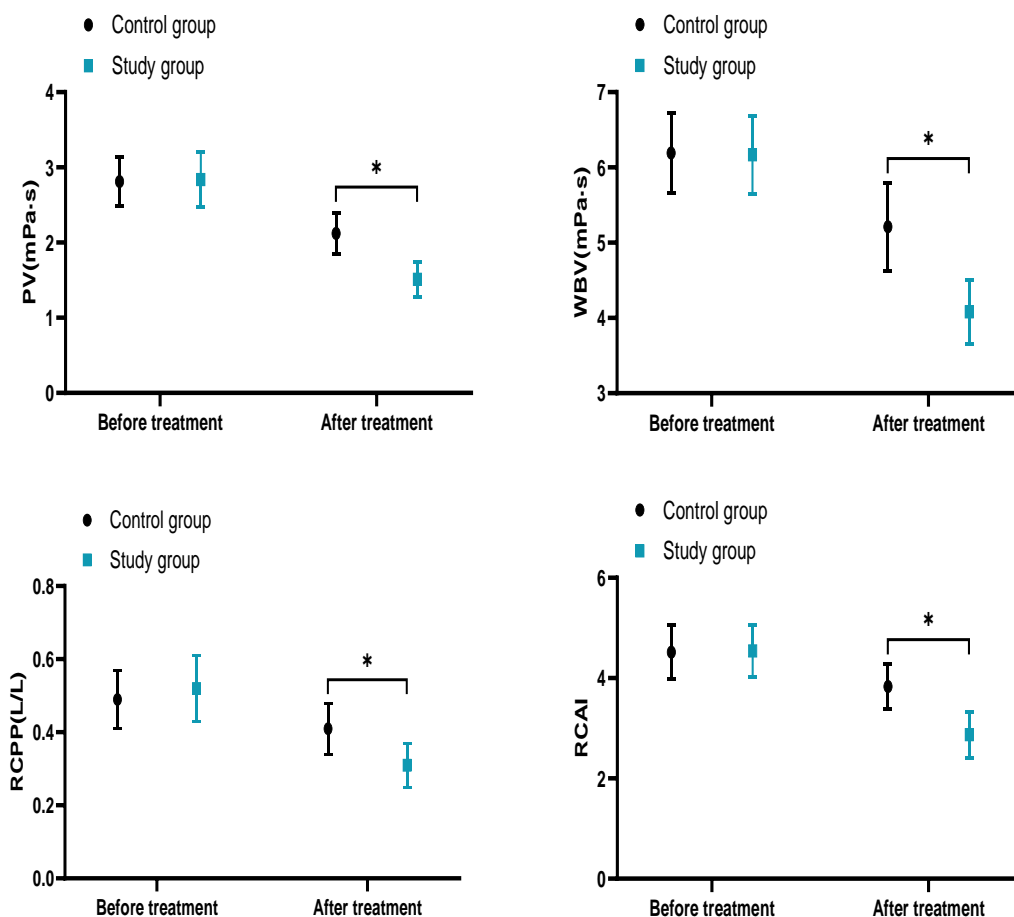 Control group
Study group
PV(mPa·s)
4
3
2
1
0
*
Before treatment
After treatment
Control group
Study group
WBV(mPa·s)
7
6
5
4
3
*
Before treatment
After treatment
Control group
Study group
RCPP(L/L)
0.8
0.6
0.4
0.2
0.0
*
Before treatment
After treatment
Control group
Study group
RCAI
6
4
2
0
*
Before treatment
After treatment